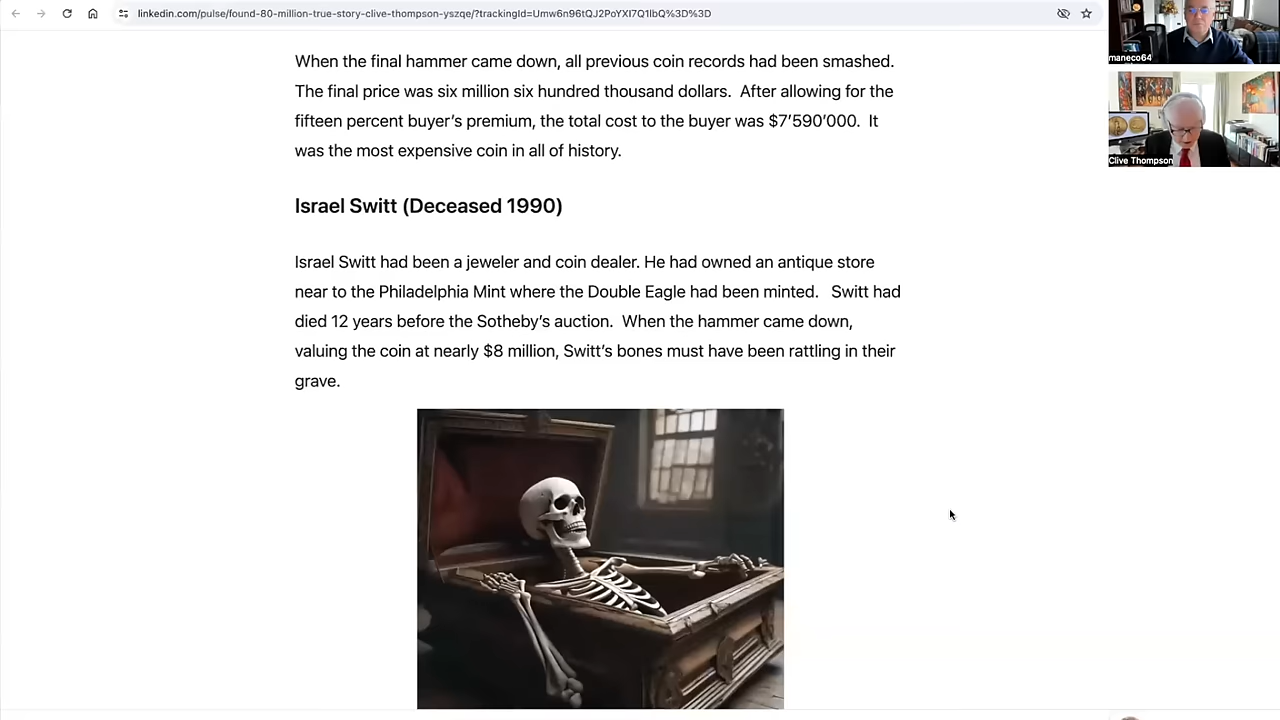 linkedin.com/pulse/found-80-million-true-story-clive-thompson-yszqe/?trackingId=Umw6n96tQJ2PoYXI7Q1IbQ%3D%3D
maneco64
When the final hammer came down, all previous coin records had been smashed.
The final price was six million six hundred thousand dollars.  After allowing for the
fifteen percent buyer’s premium, the total cost to the buyer was $7’590’000.  It
was the most expensive coin in all of history.
Clive Thompson
Israel Switt (Deceased 1990)
Israel Switt had been a jeweler and coin dealer. He had owned an antique store
near to the Philadelphia Mint where the Double Eagle had been minted.   Switt had
died 12 years before the Sotheby’s auction.  When the hammer came down,
valuing the coin at nearly $8 million, Switt’s bones must have been rattling in their
grave.